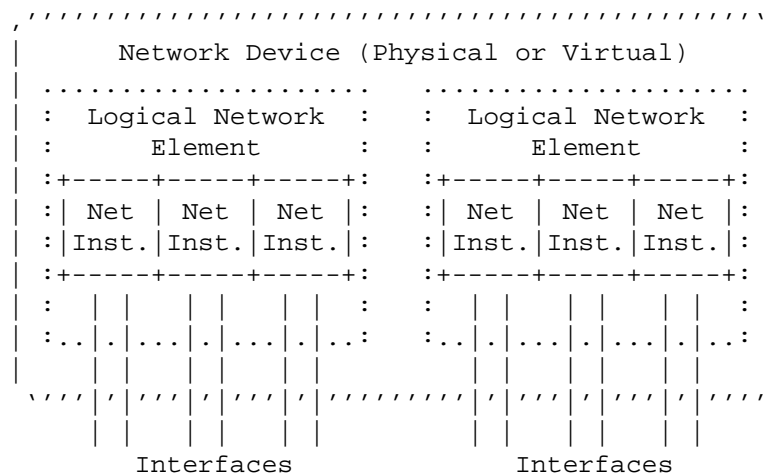 Network Device (Physical or Virtual)
Logical Network Logical Network
Element Element
Net Net Net Net Net Net
Inst. Inst. Inst. Inst. Inst. Inst.
Interfaces Interfaces